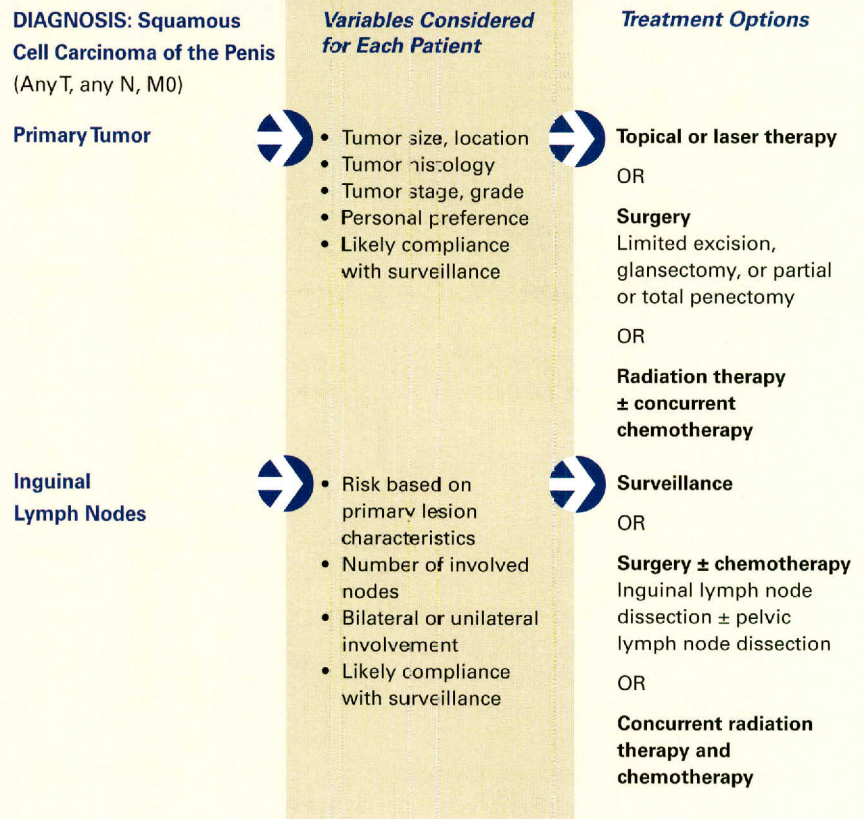 DIAGNOSIS: Squamous
Cell Carcinoma of the Penis
(Any T, any N, M0)
Variables Considered
for Each Patient
Treatment Options
Primary Tumor
• Tumor size, location
• Tumor histology
• Tumor stage, grade
• Personal preference
• Likely compliance
with surveillance
Topical or laser therapy
OR
Surgery
Limited excision,
glansectomy, or partial
or total penectomy
OR
Radiation therapy
± concurrent
chemotherapy
Inguinal
Lymph Nodes
• Risk based on
primary lesion
characteristics
• Number of involved
nodes
• Bilateral or unilateral
involvement
• Likely compliance
with surveillance
Surveillance
OR
Surgery ± chemotherapy
Inguinal lymph node
dissection ± pelvic
lymph node dissection
OR
Concurrent radiation
therapy and
chemotherapy